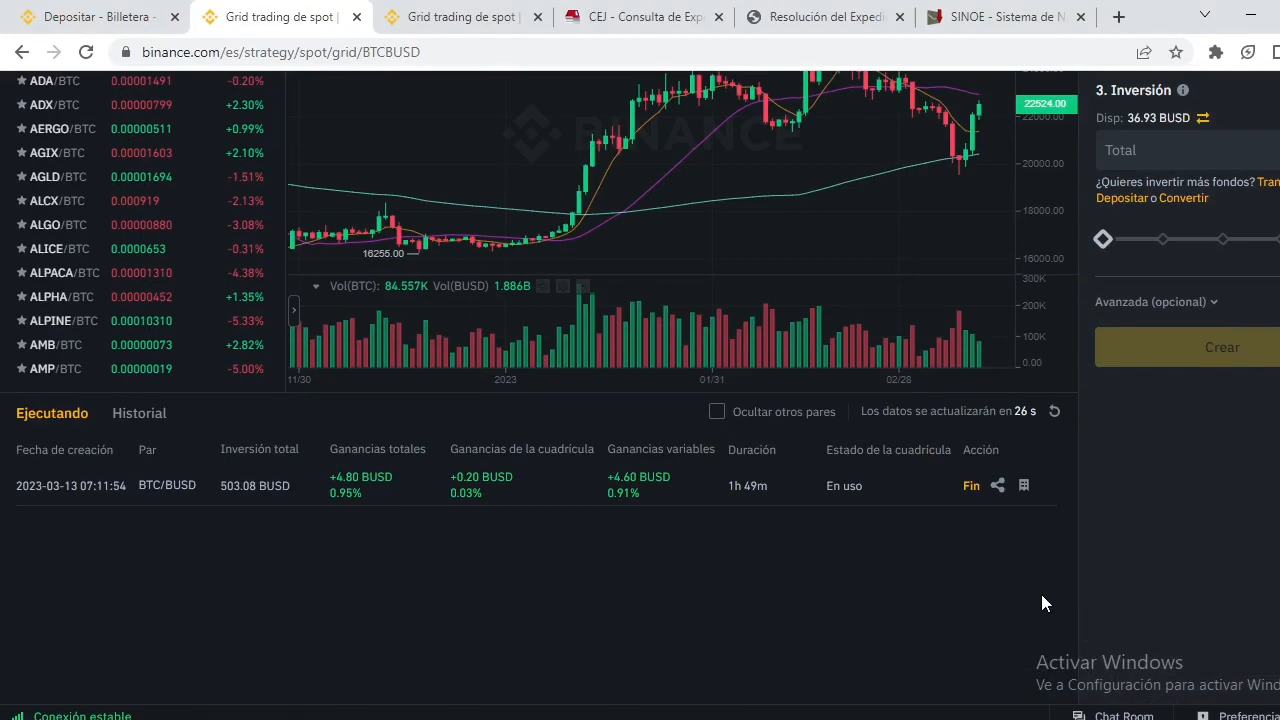 Depositar - Billetera -
Grid trading de spot |
Grid trading de spot |
CEJ - Consulta de Exp
Resolución del Expedi
SINOE - Sistema de N
binance.com/es/strategy/spot/grid/BTCBUSD
ADA/BTC 0.00001491 -0.20%
ADX/BTC 0.00000799 +2.30%
AERGO/BTC 0.00000511 +0.99%
AGIX/BTC 0.00001603 +2.10%
AGLD/BTC 0.00001694 -1.51%
ALCX/BTC 0.000919 -2.13%
ALGO/BTC 0.00000880 -3.08%
ALICE/BTC 0.0000653 -0.31%
ALPACA/BTC 0.00001310 -4.38%
ALPHA/BTC 0.00000452 +1.35%
ALPINE/BTC 0.00010310 -5.33%
AMB/BTC 0.00000073 +2.82%
AMP/BTC 0.00000019 -5.00%
BINANCE
22524.00
22000.00
20000.00
18000.00
16000.00
16255.00
Vol(BTC): 84.557K Vol(BUSD) 1.886B
300K
200K
100K
0.00
11/30 2023 01/31 02/28
3. Inversión
Disp: 36.93 BUSD
Total
¿Quieres invertir más fondos? Tran
Depositar o Convertir
Avanzada (opcional)
Crear
Ejecutando Historial
Ocultar otros pares
Los datos se actualizarán en 26 s
Fecha de creación Par Inversión total Ganancias totales Ganancias de la cuadrícula Ganancias variables Duración Estado de la cuadrícula Acción
2023-03-13 07:11:54 BTC/BUSD 503.08 BUSD +4.80 BUSD +0.20 BUSD +4.60 BUSD 1h 49m En uso Fin
0.95% 0.03% 0.91%
Activar Windows
Ve a Configuración para activar Wind
Conexión estable
Chat Room
Preferencia